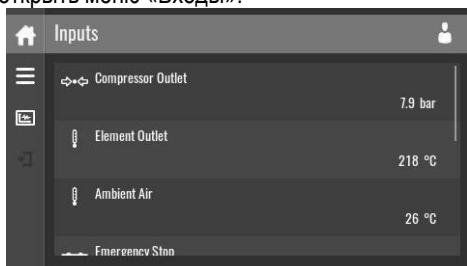 открыть меню «Входы».
Inputs
Compressor Outlet
7.9 bar
Element Outlet
218 °C
Ambient Air
26 °C
Emergency Stop